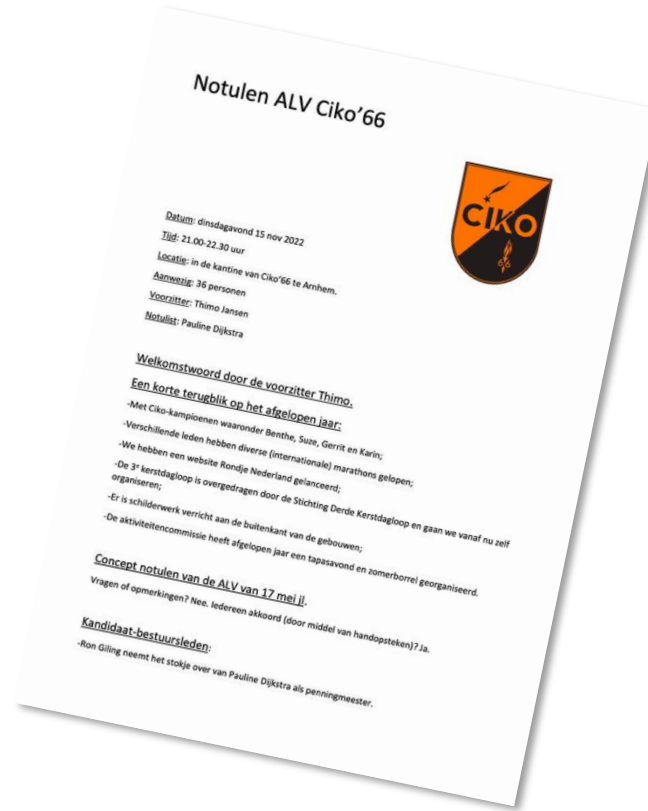 Notulen ALV Ciko’66
CIKO
Datum: dinsdagavond 15 nov 2022
Tijd: 21.00-22.30 uur
Locatie: in de kantine van Ciko’66 te Arnhem.
Aanwezig: 36 personen
Voorzitter: Thimo Jansen
Notulist: Pauline Dijkstra
Welkomstwoord door de voorzitter Thimo.
Een korte terugblik op het afgelopen jaar:
-Met Ciko-kampioenen waaronder Benthe, Suze, Gerrit en Karin;
-Verschillende leden hebben diverse (internationale) marathons gelopen;
-We hebben een website Rondje Nederland gelanceerd;
-De 3e kerstdagloop is overgedragen door de Stichting Derde Kerstdagloop en gaan we vanaf nu zelf
organiseren;
-Er is schilderwerk verricht aan de buitenkant van de gebouwen;
-De aktiviteitencommissie heeft afgelopen jaar een tapasavond en zomerborrel georganiseerd.
Concept notulen van de ALV van 17 mei jl.
Vragen of opmerkingen? Nee. Iedereen akkoord (door middel van handopsteken)? Ja.
Kandidaat-bestuursleden:
-Ron Giling neemt het stokje over van Pauline Dijkstra als penningmeester.